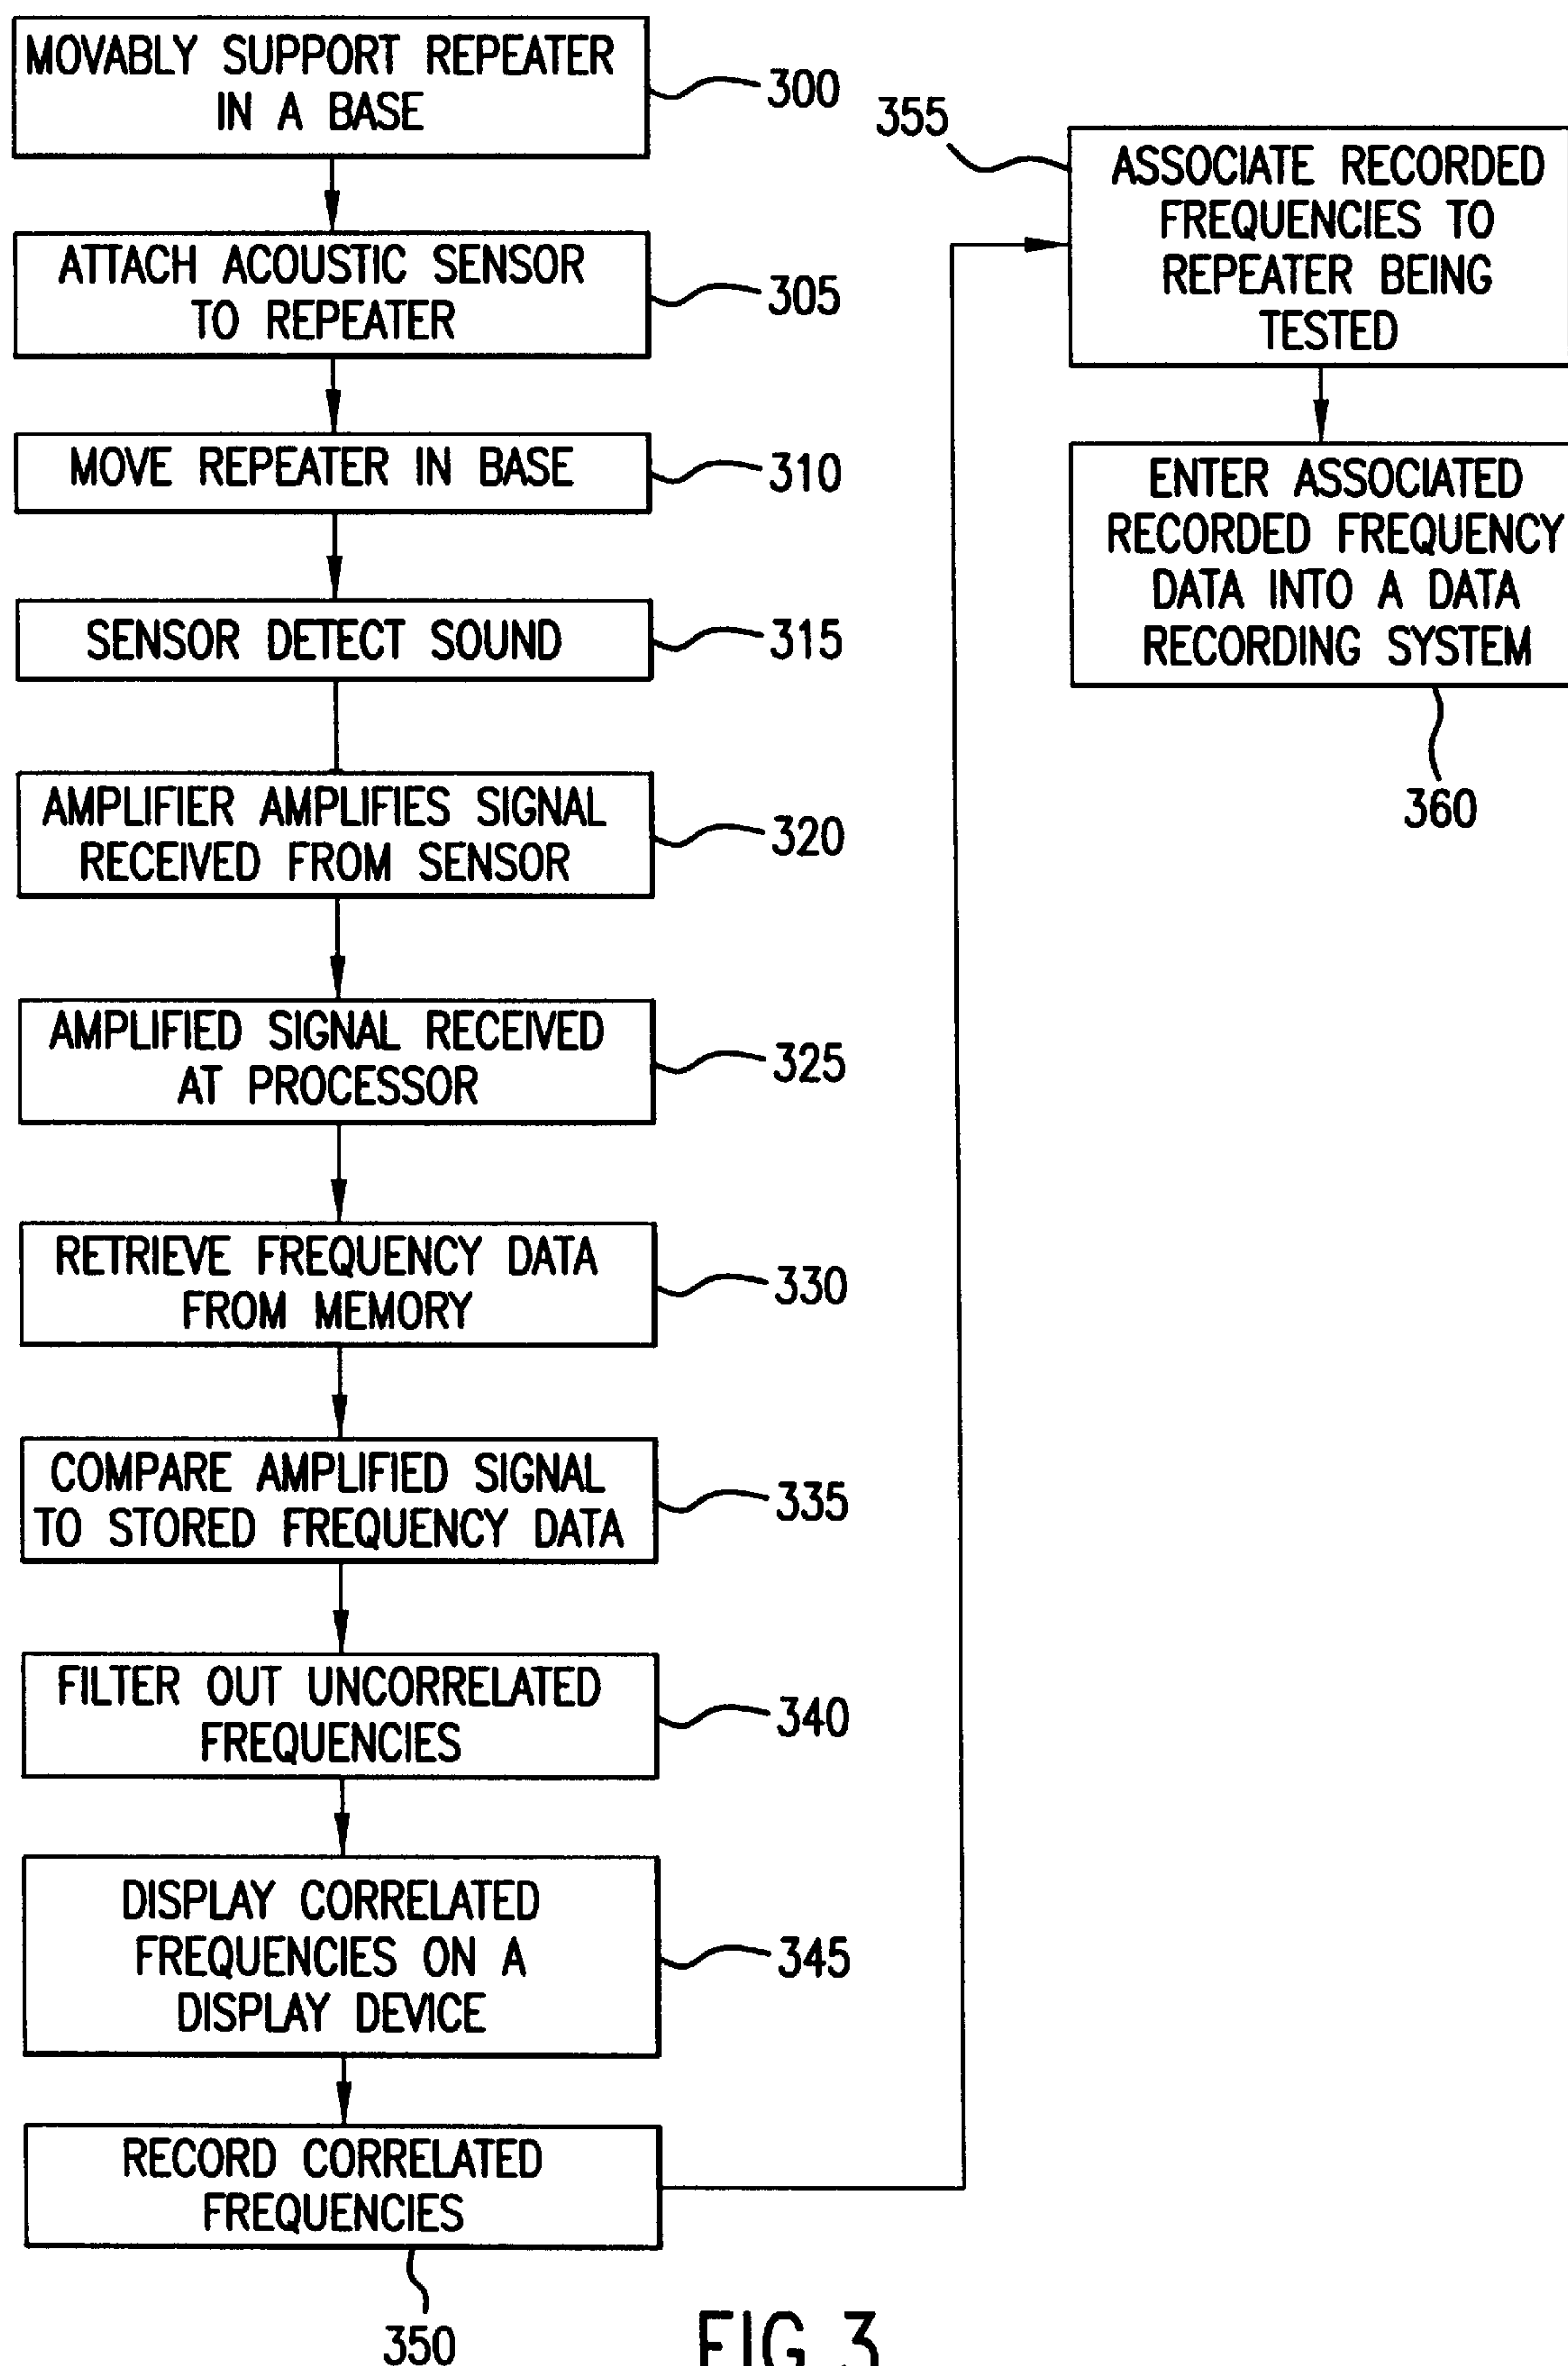 MOVABLY SUPPORT REPEATER
IN A BASE
300
ATTACH ACOUSTIC SENSOR
TO REPEATER
305
MOVE REPEATER IN BASE
310
SENSOR DETECT SOUND
315
AMPLIFIER AMPLIFIES SIGNAL
RECEIVED FROM SENSOR
320
AMPLIFIED SIGNAL RECEIVED
AT PROCESSOR
325
RETRIEVE FREQUENCY DATA
FROM MEMORY
330
COMPARE AMPLIFIED SIGNAL
TO STORED FREQUENCY DATA
335
FILTER OUT UNCORRELATED
FREQUENCIES
340
DISPLAY CORRELATED
FREQUENCIES ON A
DISPLAY DEVICE
345
RECORD CORRELATED
FREQUENCIES
350
355
ASSOCIATE RECORDED
FREQUENCIES TO
REPEATER BEING
TESTED
ENTER ASSOCIATED
RECORDED FREQUENCY
DATA INTO A DATA
RECORDING SYSTEM
360
FIG.3